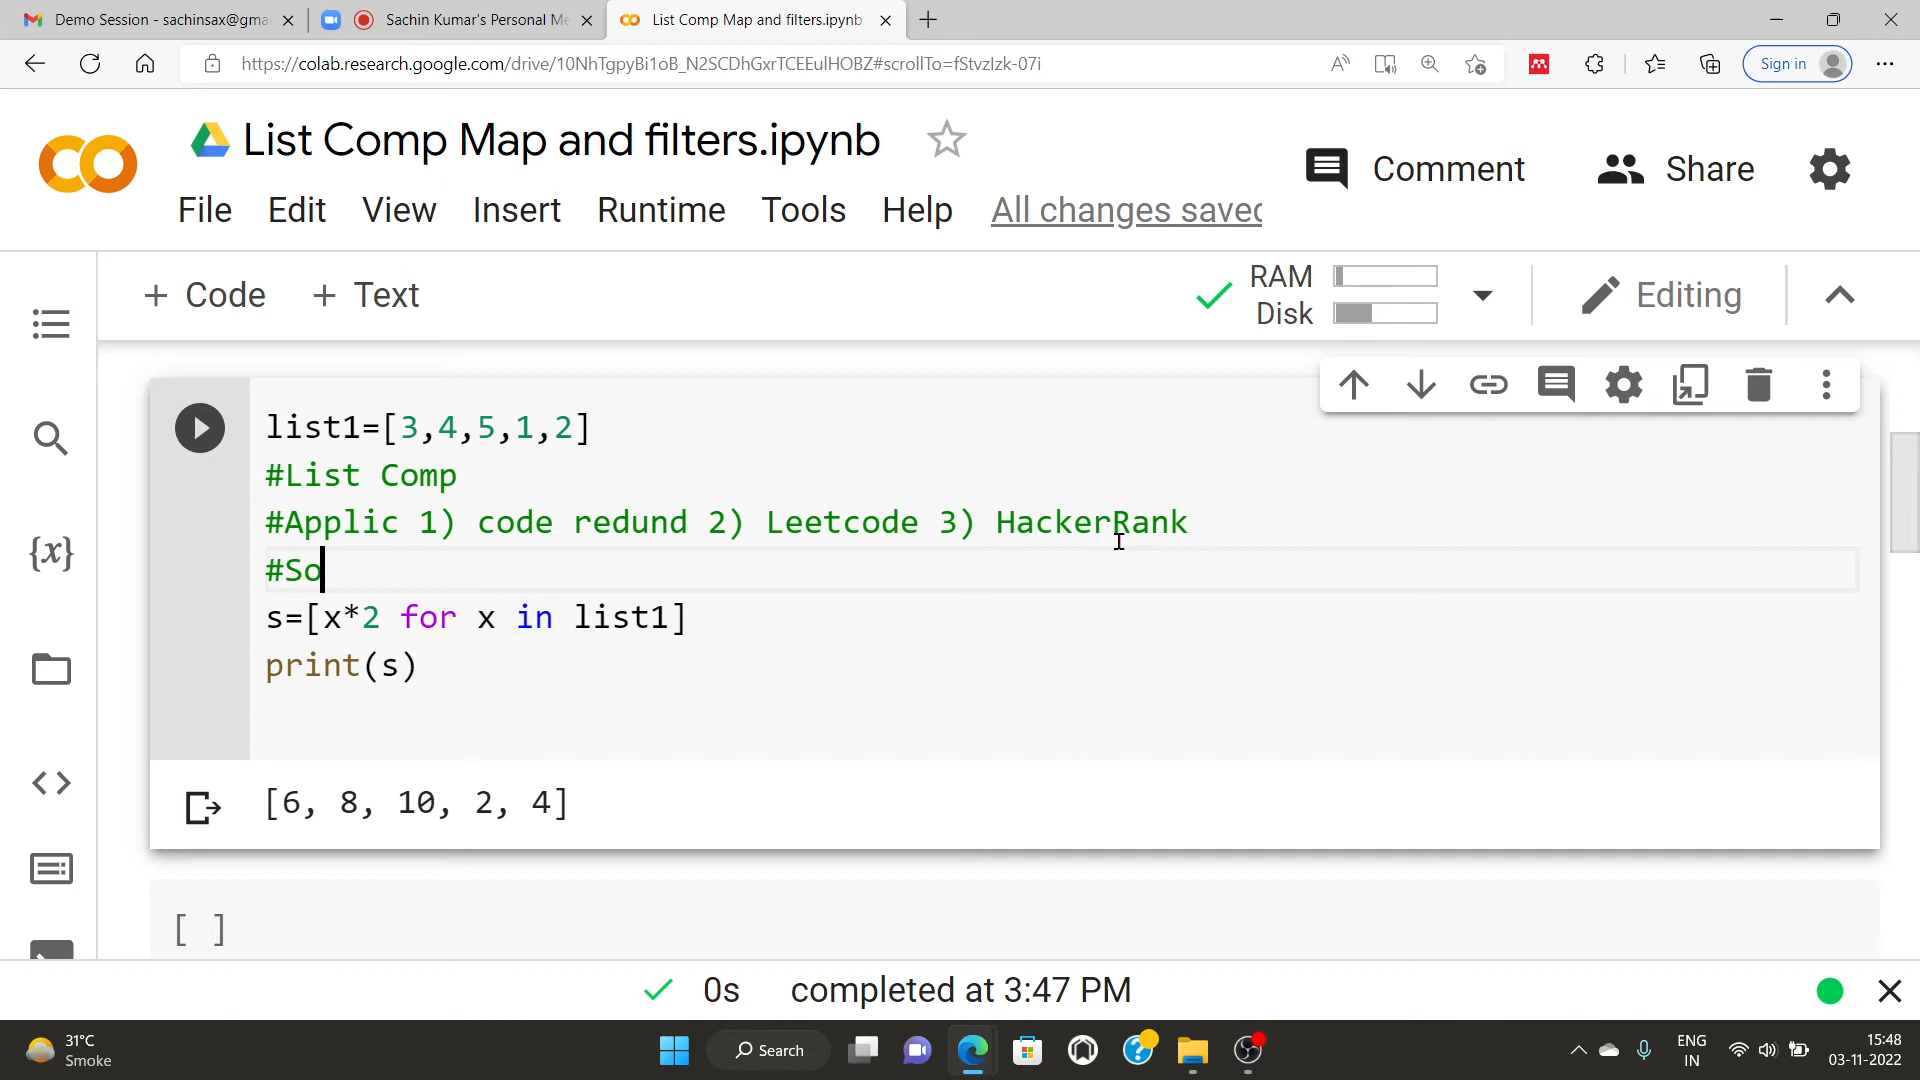 Demo Session - sachinsax@gma
Sachin Kumar's Personal Me
List Comp Map and filters.ipynb
https://colab.research.google.com/drive/10NhTgpyBi1oB_N2SCDhGxrTCEEulHOBZ#scrollTo=fStvzIzk-07i
Sign in
List Comp Map and filters.ipynb
Comment
Share
File Edit View Insert Runtime Tools Help All changes saved
+ Code + Text
RAM
Disk
Editing
list1=[3,4,5,1,2]
#List Comp
#Applic 1) code redund 2) Leetcode 3) HackerRank
#So
s=[x*2 for x in list1]
print(s)
{x}
[6, 8, 10, 2, 4]
[ ]
0s completed at 3:47 PM
31°C
Smoke
Search
ENG
IN
15:48
03-11-2022